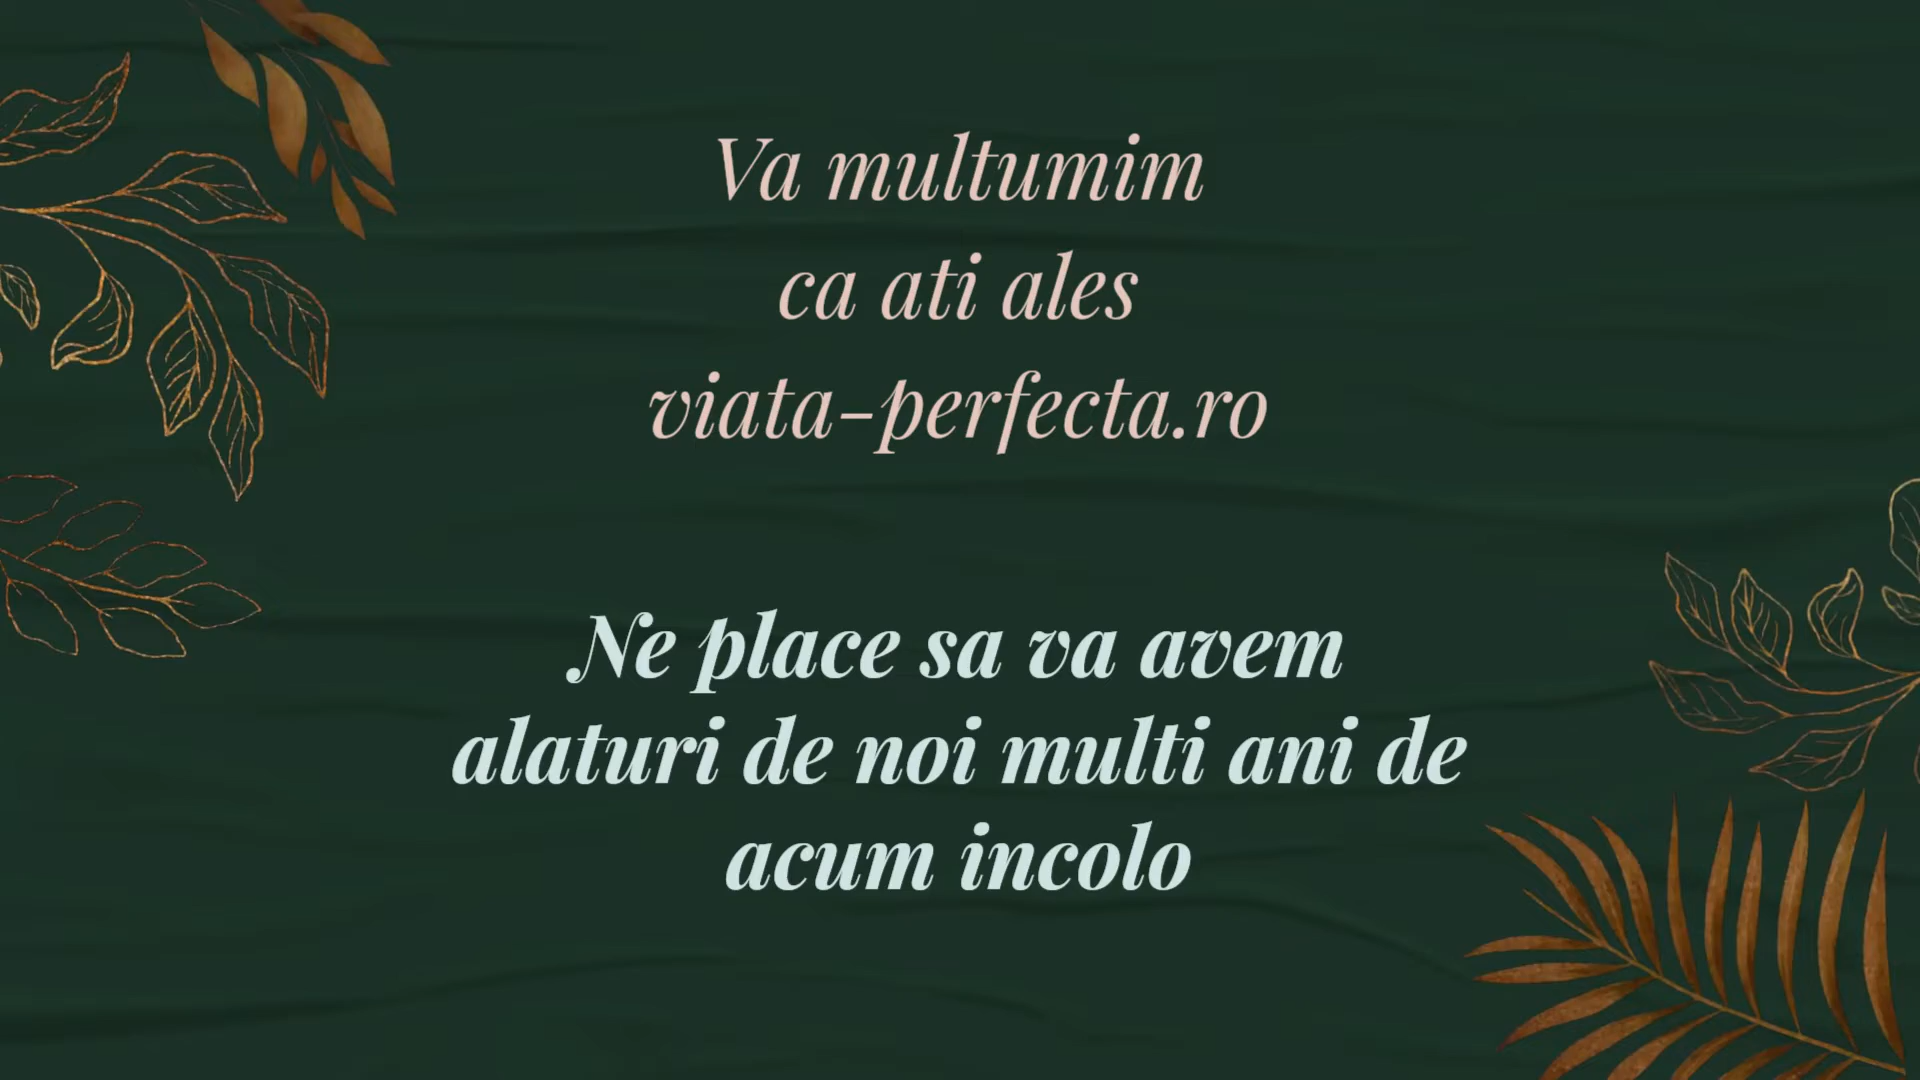 Va multumim
ca ati ales
viata-perfecta.ro
Ne place sa va avem
alaturi de noi multi ani de
acum incolo